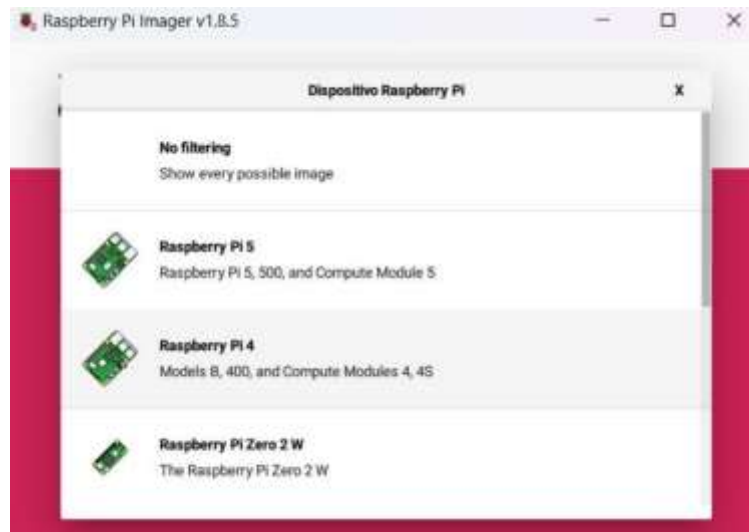 Raspberry Pi Imager v1.8.5
Dispositivo Raspberry Pi
X
No filtering
Show every possible image
Raspberry Pi 5
Raspberry Pi 5, 500, and Compute Module 5
Raspberry Pi 4
Models B, 400, and Compute Modules 4, 4S
Raspberry Pi Zero 2 W
The Raspberry Pi Zero 2 W